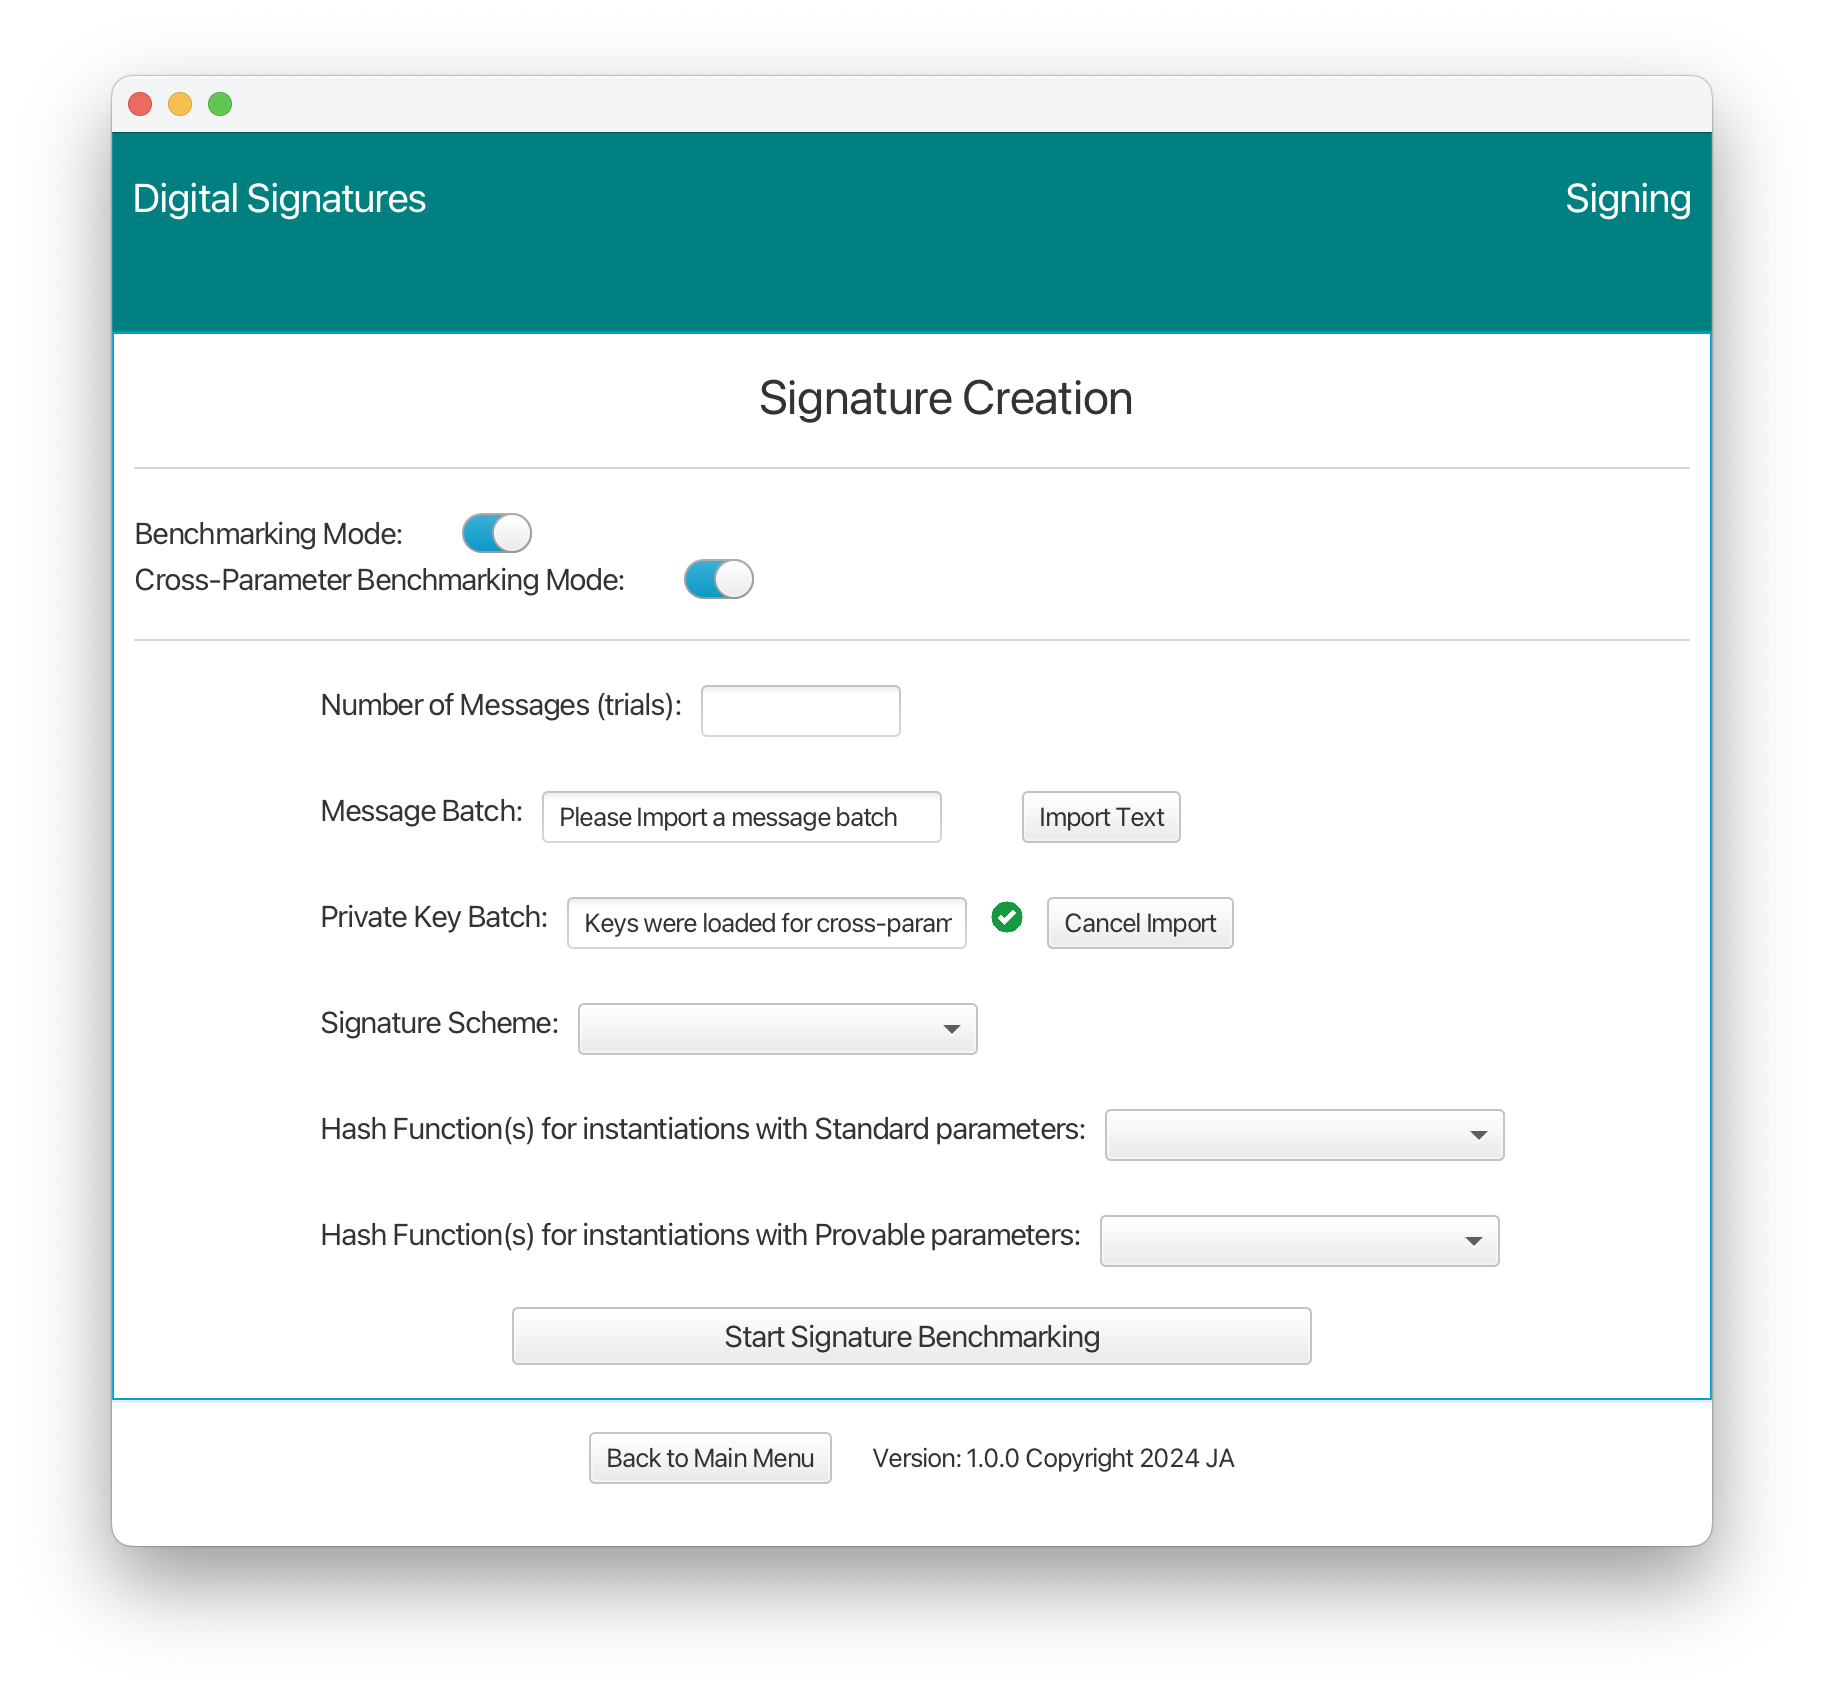 Digital Signatures
Signing
Signature Creation
Benchmarking Mode:
Cross-Parameter Benchmarking Mode:
Number of Messages (trials):
Message Batch: Please Import a message batch Import Text
Private Key Batch: Keys were loaded for cross-param Cancel Import
Signature Scheme:
Hash Function(s) for instantiations with Standard parameters:
Hash Function(s) for instantiations with Provable parameters:
Start Signature Benchmarking
Back to Main Menu Version: 1.0.0 Copyright 2024 JA